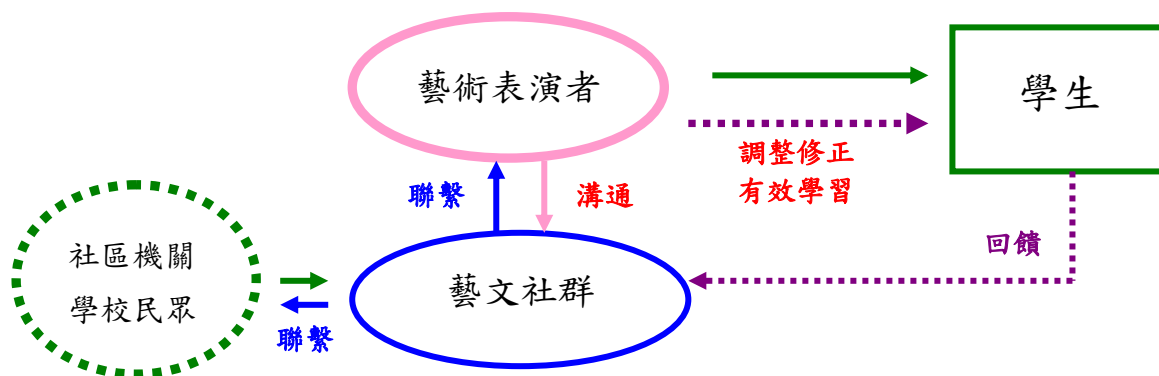 藝術表演者
學生
調整修正
有效學習
聯繫
溝通
回饋
社區機關
學校民眾
藝文社群
聯繫